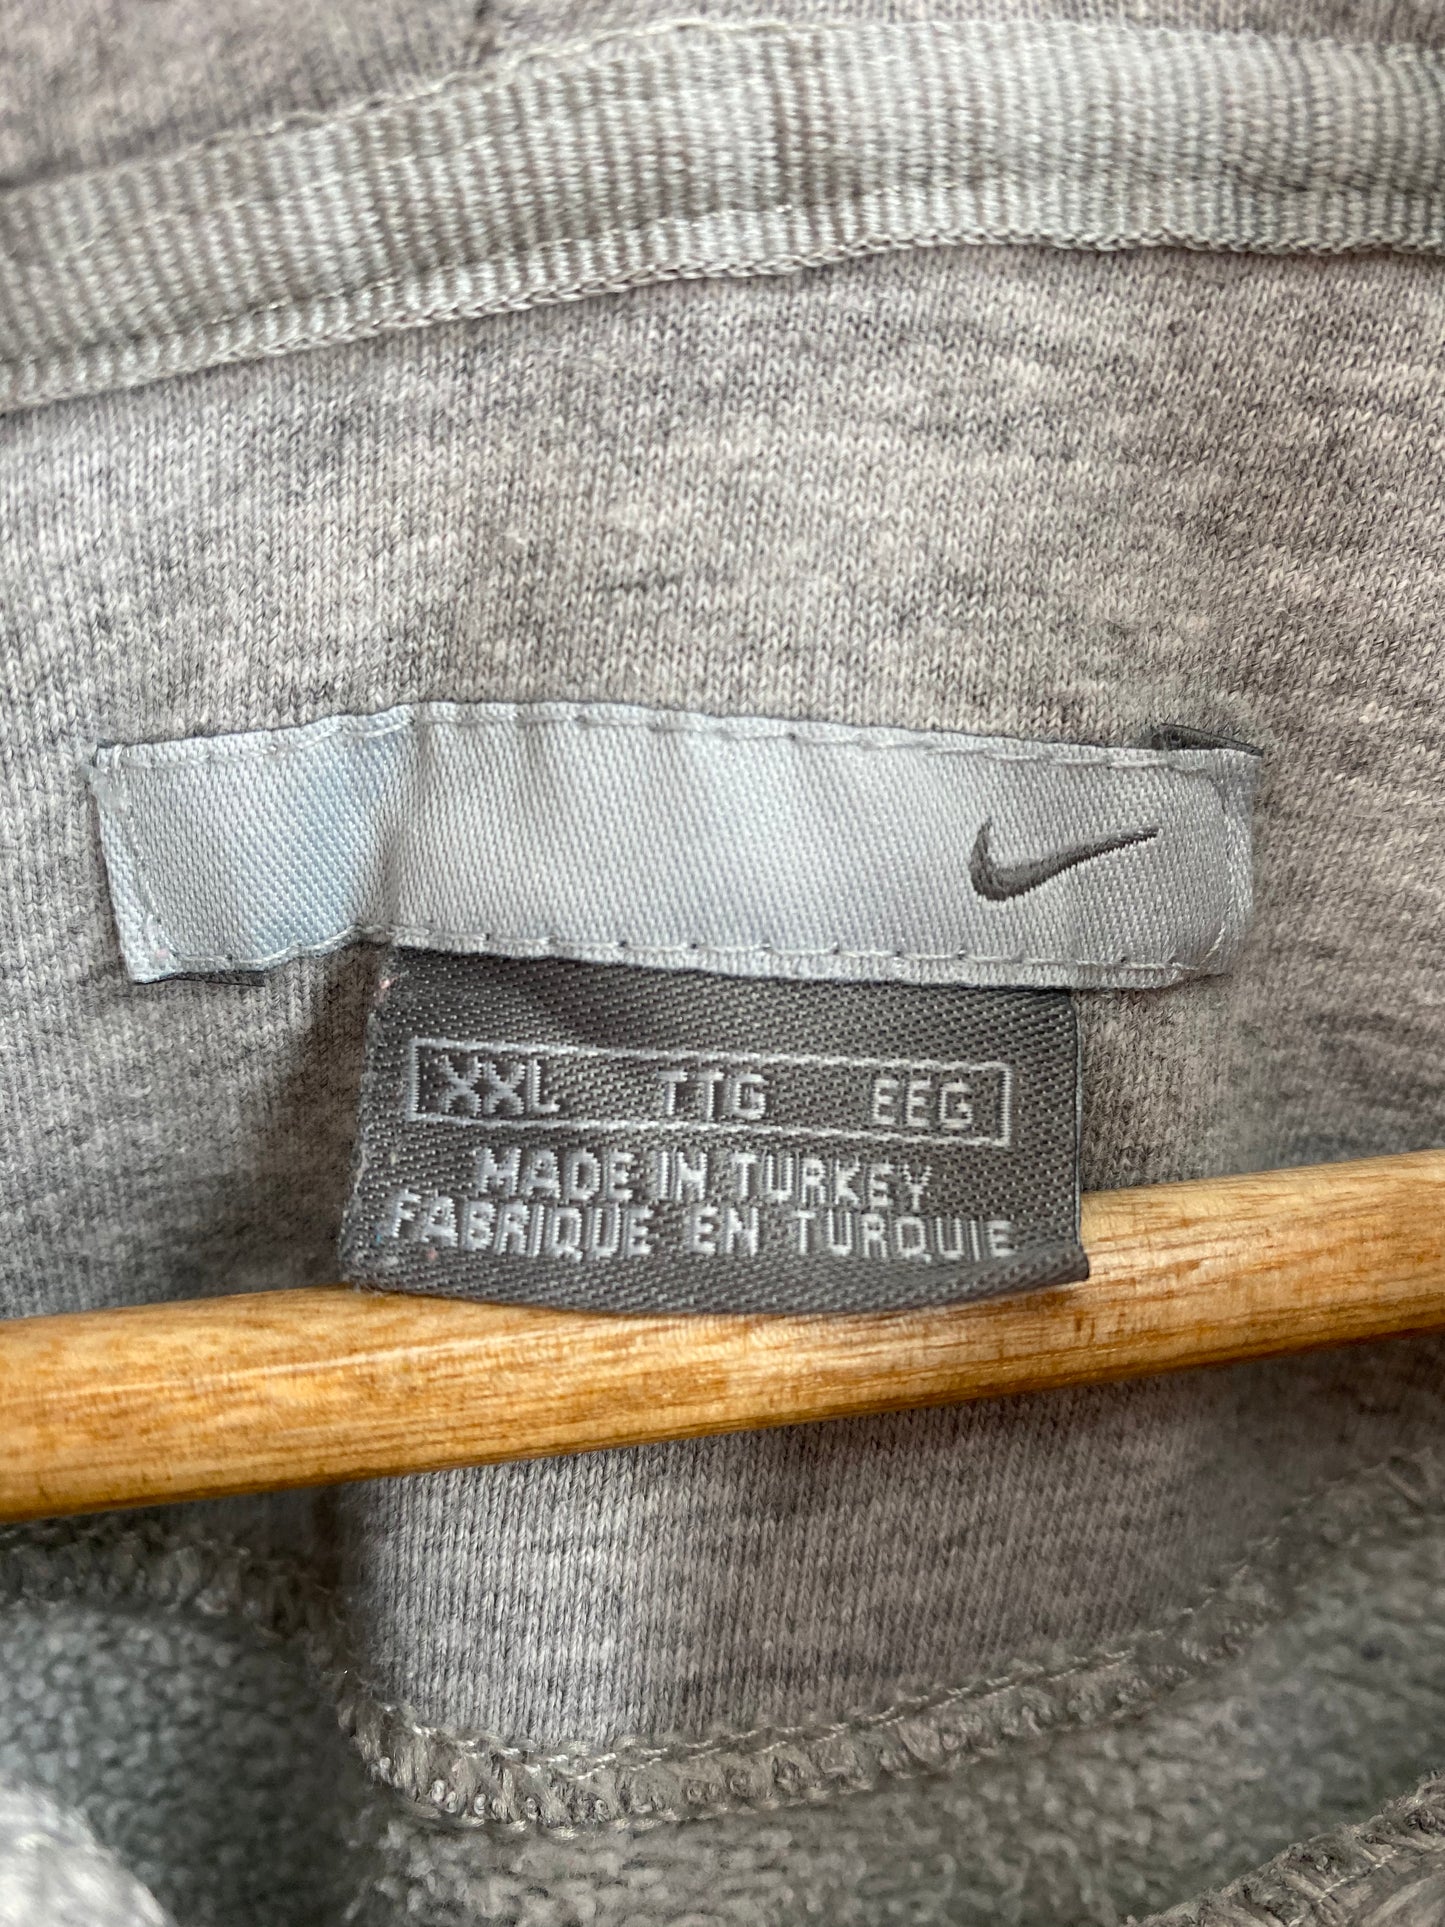 XXL TTG EEG
MADE IN TURKEY
FABRIQUE EN TURQUIE